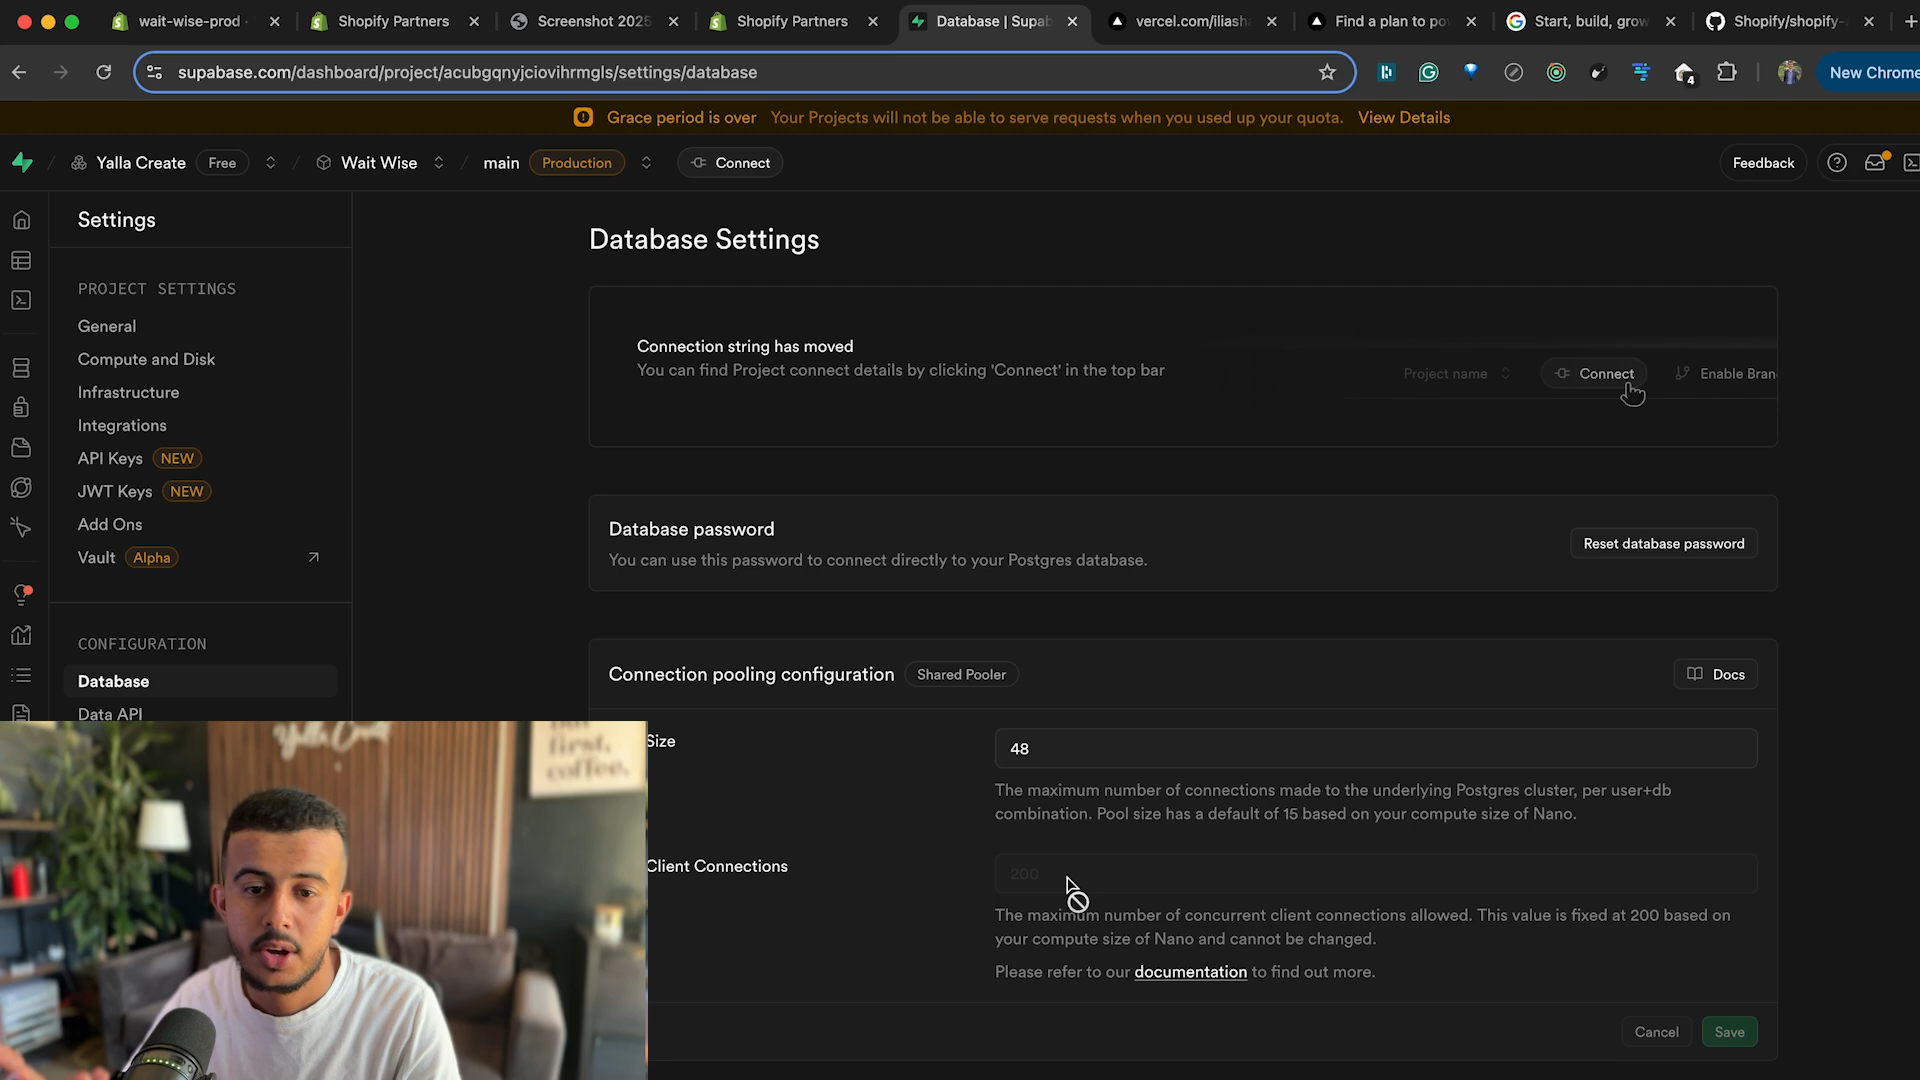 wait-wise-prod
Shopify Partners
Screenshot 2025
Shopify Partners
Database | Supab
vercel.com/iliash
Find a plan to po
Start, build, grow
Shopify/shopify-
supabase.com/dashboard/project/acubgqnyjciovihrmgls/settings/database
4
New Chrome
Grace period is over Your Projects will not be able to serve requests when you used up your quota. View Details
Yalla Create Free / Wait Wise / main Production Connect
Feedback
Settings
PROJECT SETTINGS
General
Compute and Disk
Infrastructure
Integrations
API Keys NEW
JWT Keys NEW
Add Ons
Vault Alpha
CONFIGURATION
Database
Data API
Database Settings
Connection string has moved
You can find Project connect details by clicking 'Connect' in the top bar
Project name
Connect
Enable Bran
Database password
You can use this password to connect directly to your Postgres database.
Reset database password
Connection pooling configuration Shared Pooler
Docs
Size
48
The maximum number of connections made to the underlying Postgres cluster, per user+db
combination. Pool size has a default of 15 based on your compute size of Nano.
Client Connections
200
The maximum number of concurrent client connections allowed. This value is fixed at 200 based on
your compute size of Nano and cannot be changed.
Please refer to our documentation to find out more.
Cancel
Save
Yalla Create
first,
coffee.